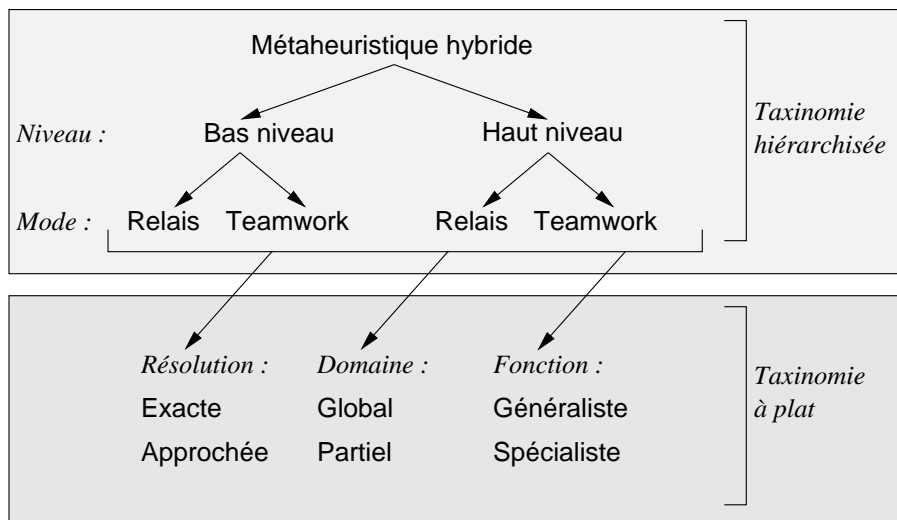 Métaheuristique hybride
Niveau :
Bas niveau
Haut niveau
Taxinomie
hiérarchisée
Mode :
Relais
Teamwork
Relais
Teamwork
Résolution :
Domaine :
Fonction :
Exacte
Global
Généraliste
Approchée
Partiel
Spécialiste
Taxinomie
à plat